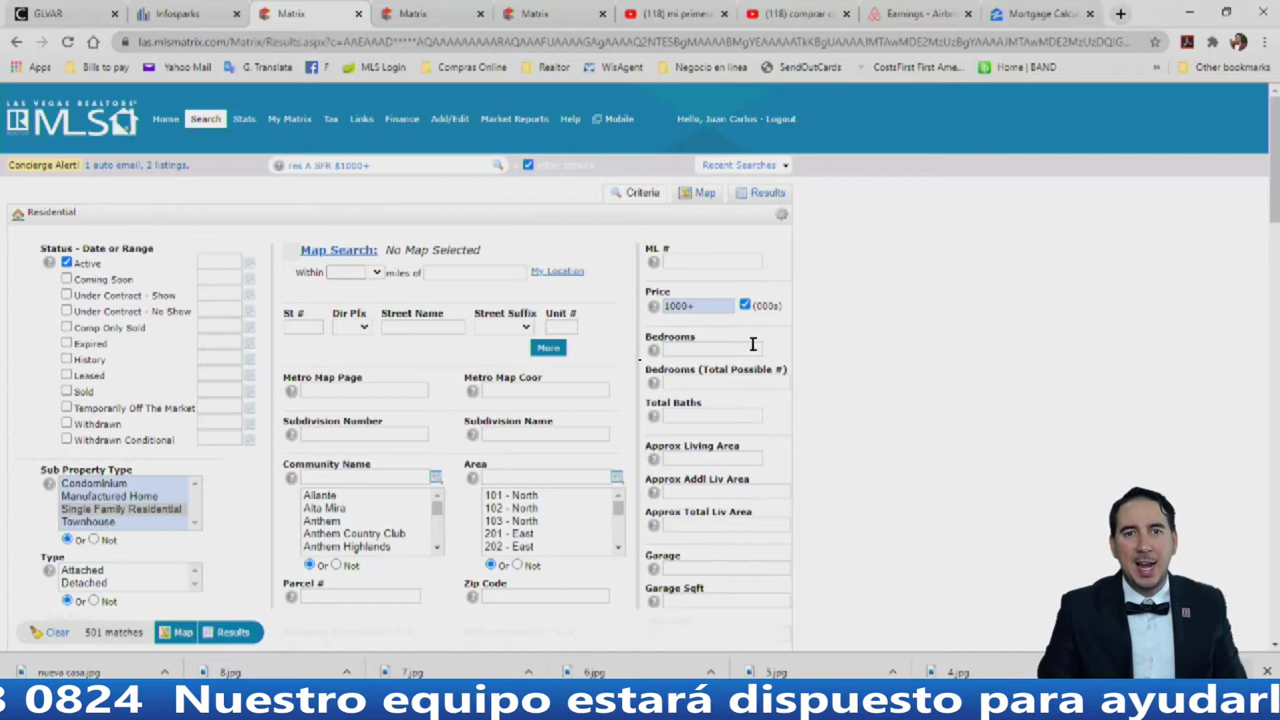 GLVAR
Infosparks
Matrix
Matrix
Matrix
(118) mi primera
(118) comprar c
Earnings - Airb
Mortgage Calcu
las.mlsmatrix.com/Matrix/Results.aspx?c=
Apps
Bills to pay
Yahoo Mail
G. Translate
F
MLS Login
Compras Online
Realtor
WisAgent
Negocio en linea
SendOutCards
CostsFirst First Ame...
Home | BAND
Other bookmarks
LAS VEGAS REALTORS
MLS
Home
Search
Stats
My Matrix
Tax
Links
Finance
Add/Edit
Market Reports
Help
Mobile
Hello, Juan Carlos - Logout
Concierge Alert! 1 auto email, 2 listings.
res A SFR $1000+
Recent Searches
Criteria
Map
Results
Residential
Status - Date or Range
Active
Coming Soon
Under Contract - Show
Under Contract - No Show
Comp Only Sold
Expired
History
Leased
Sold
Temporarily Off The Market
Withdrawn
Withdrawn Conditional
Sub Property Type
Condominium
Manufactured Home
Single Family Residential
Townhouse
Or Not
Type
Attached
Detached
Or Not
Map Search: No Map Selected
Within miles of My Location
St # Dir Pfx Street Name Street Suffix Unit #
More
Metro Map Page Metro Map Coor
Subdivision Number Subdivision Name
Community Name Area
Aliante
Alta Mira
Anthem
Anthem Country Club
Anthem Highlands
101 - North
102 - North
103 - North
201 - East
202 - East
Or Not
Or Not
Parcel # Zip Code
ML #
Price
1000+ (000s)
Bedrooms
Bedrooms (Total Possible #)
Total Baths
Approx Living Area
Approx Addl Liv Area
Approx Total Liv Area
Garage
Garage Sqft
Clear 501 matches Map Results
nueva casa.jpg
8.jpg
7.jpg
6.jpg
5.jpg
4.jpg
3 0824 Nuestro equipo estará dispuesto para ayudarl